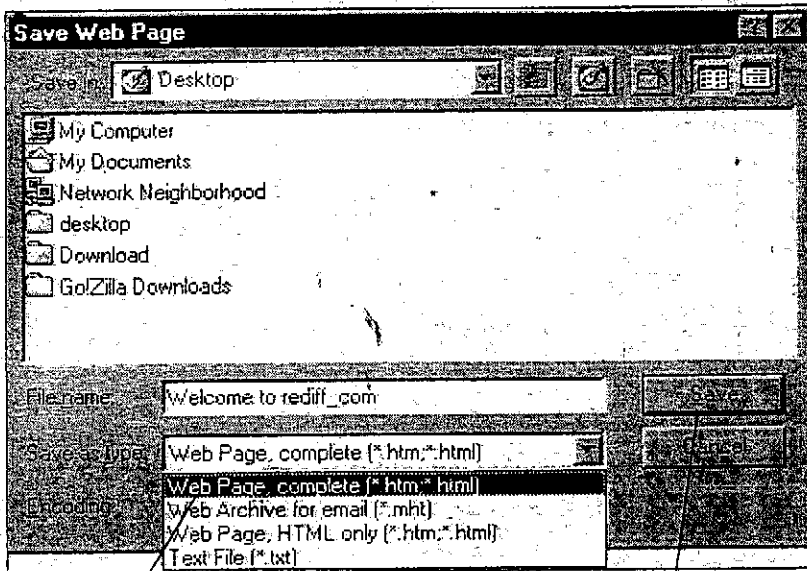 Save Web Page
Save in: Desktop
My Computer
My Documents
Network Neighborhood
desktop
Download
Go!Zilla Downloads
File name: Welcome to rediff_com
Save
Save as type: Web Page, complete (*.htm;*.html)
Cancel
Web Page, complete (*.htm;*.html)
Encoding:
Web Archive for email (*.mht)
Web Page, HTML only (*.htm;*.html)
Text File (*.txt)